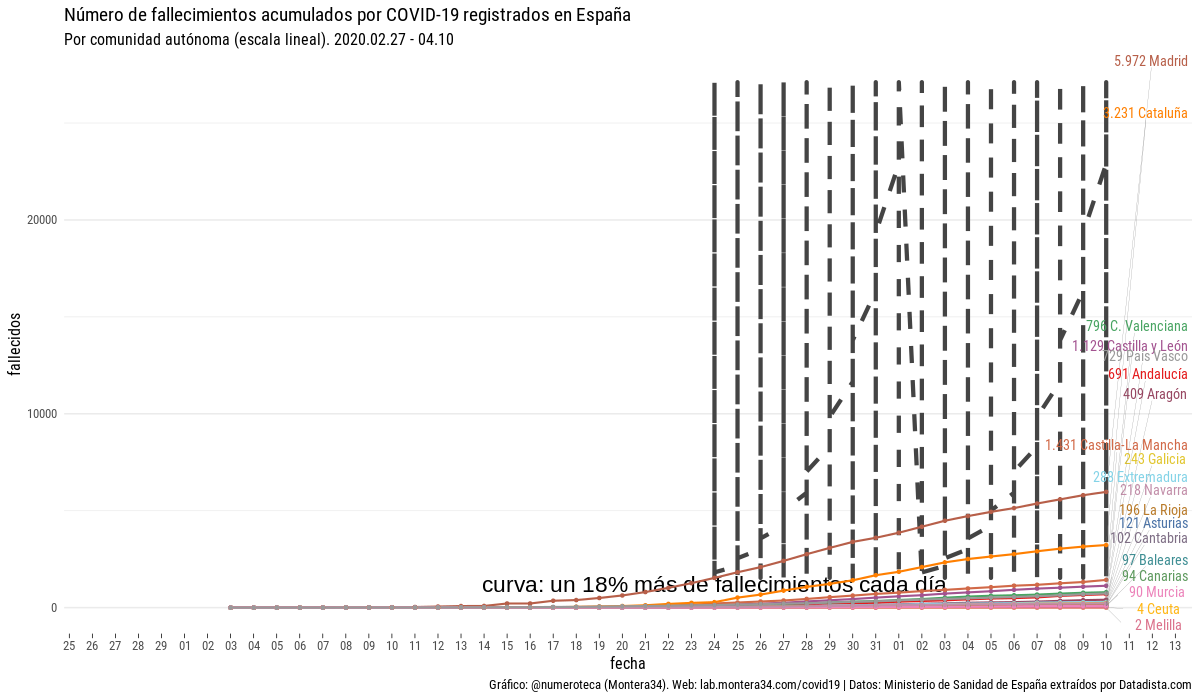 Número de fallecimientos acumulados por COVID-19 registrados en España
Por comunidad autónoma (escala lineal). 2020.02.27 - 04.10
5.972 Madrid
3.231 Cataluña
20000
796 C. Valenciana
1.129 Castilla y León
729 País Vasco
fallecidos
691 Andalucía
409 Aragón
10000
1.431 Castilla-La Mancha
243 Galicia
288 Extremadura
218 Navarra
196 La Rioja
121 Asturias
102 Cantabria
97 Baleares
94 Canarias
curva: un 18% más de fallecimientos cada día
90 Murcia
0
4 Ceuta
2 Melilla
25 26 27 28 29 01 02 03 04 05 06 07 08 09 10 11 12 13 14 15 16 17 18 19 20 21 22 23 24 25 26 27 28 29 30 31 01 02 03 04 05 06 07 08 09 10 11 12 13
fecha
Gráfico: @numeroteca (Montera34). Web: lab.montera34.com/covid19 | Datos: Ministerio de Sanidad de España extraídos por Datadista.com